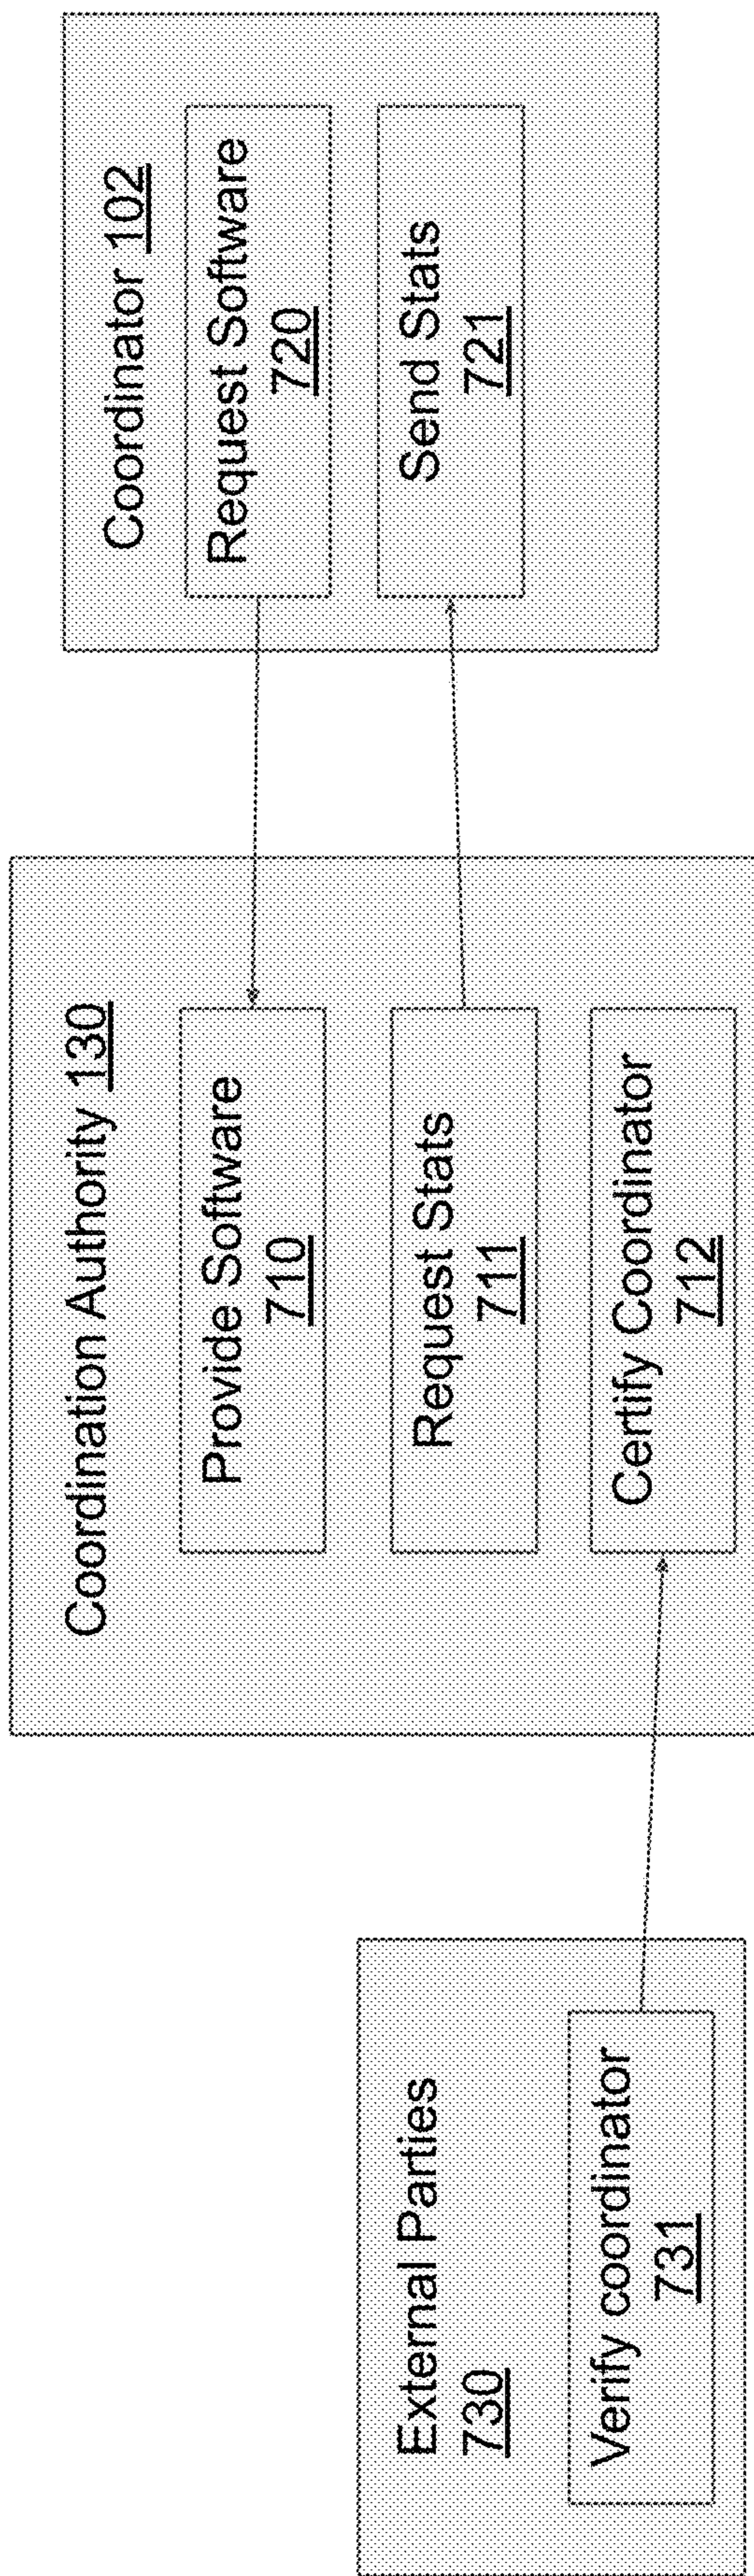 External Parties
730
Verify coordinator
731
Coordination Authority 130
Provide Software
710
Request Stats
711
Certify Coordinator
712
Coordinator 102
Request Software
720
Send Stats
721